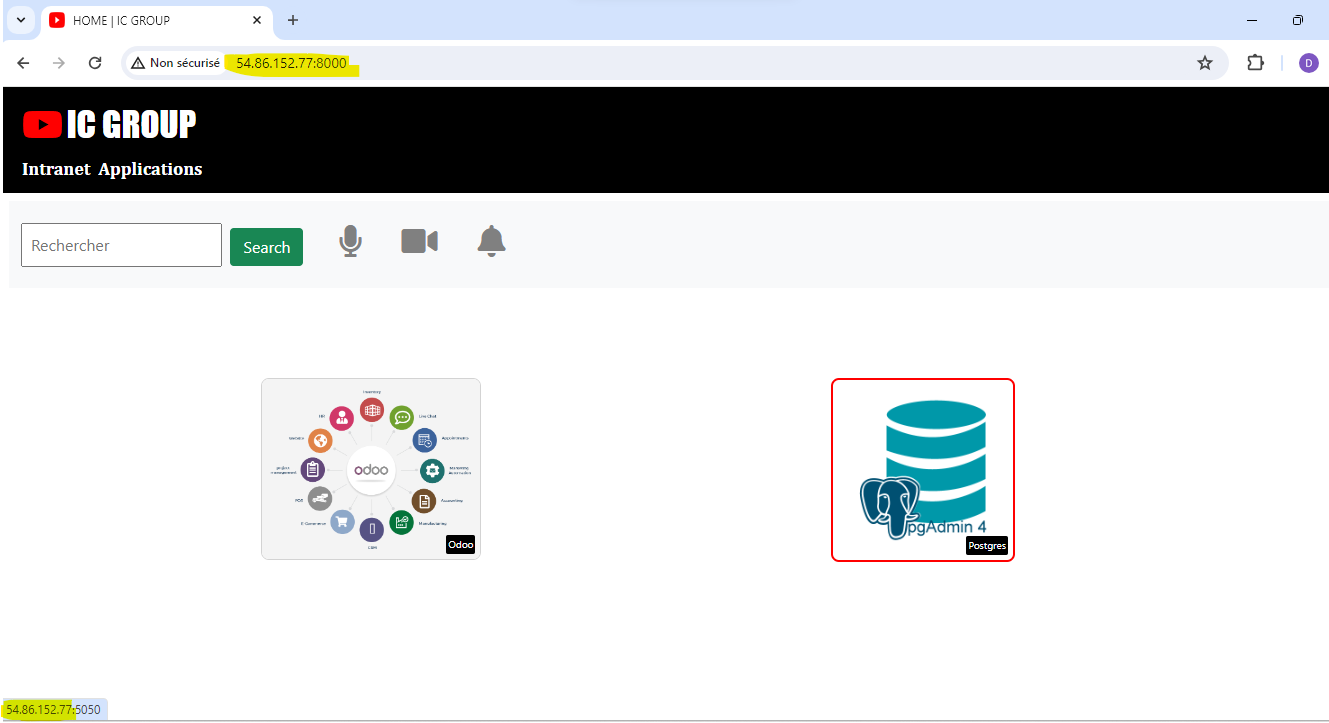 HOME | IC GROUP
Non sécurisé
54.86.152.77:8000
D
IC GROUP
Intranet Applications
Rechercher
Search
Inventory
HR
Live Chat
Website
Appointments
odoo
project
management
Marketing
Automation
POS
Accounting
E-Commerce
Manufacturing
CRM
Odoo
pgAdmin 4
Postgres
54.86.152.77:5050